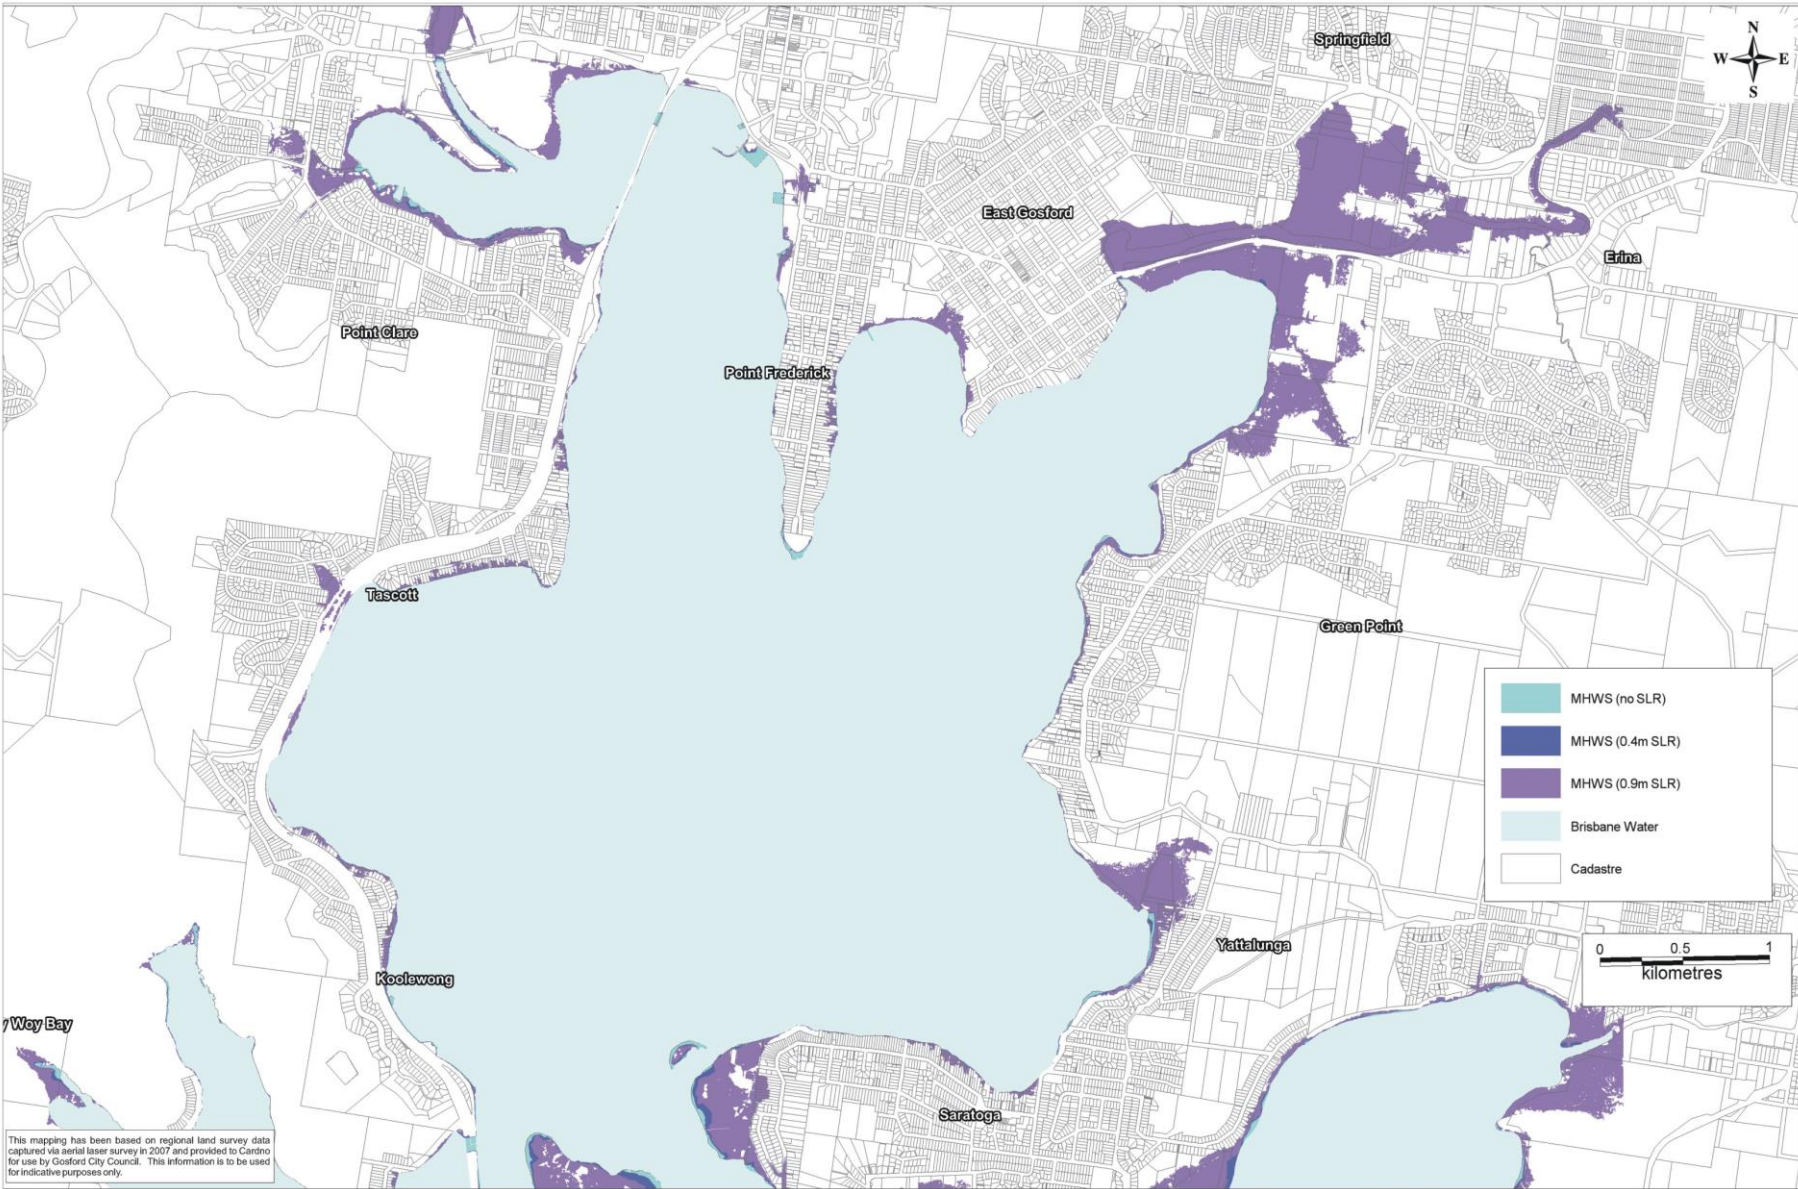 N
W E
S
Springfield
East Gosford
Erina
Point Clare
Point Frederick
Tascott
Green Point
MHWS (no SLR)
MHWS (0.4m SLR)
MHWS (0.9m SLR)
Brisbane Water
Cadastre
Yattalunga
0 0.5 1
kilometres
Koolewong
y Woy Bay
Saratoga
This mapping has been based on regional land survey data
captured via aerial laser survey in 2007 and provided to Cardno
for use by Gosford City Council. This information is to be used
for indicative purposes only.